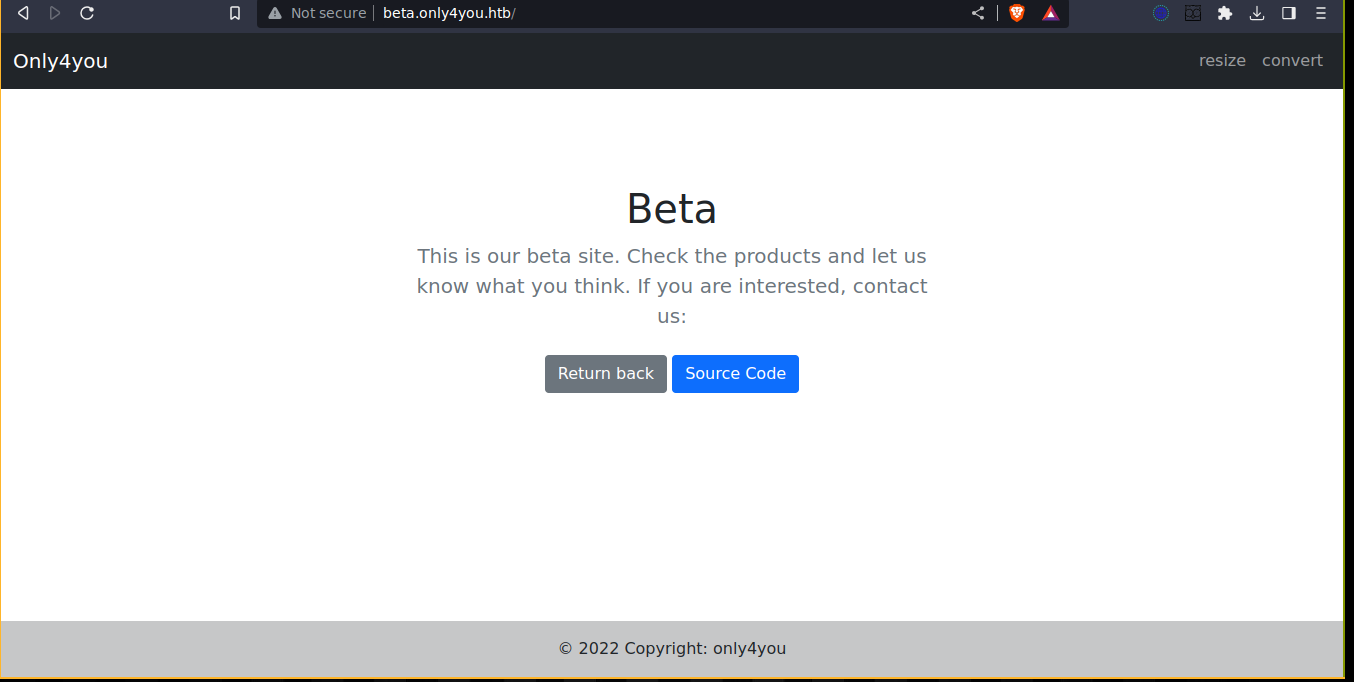 Not secure beta.only4you.htb/
Only4you resize convert
Beta
This is our beta site. Check the products and let us
know what you think. If you are interested, contact
us:
Return back Source Code
© 2022 Copyright: only4you